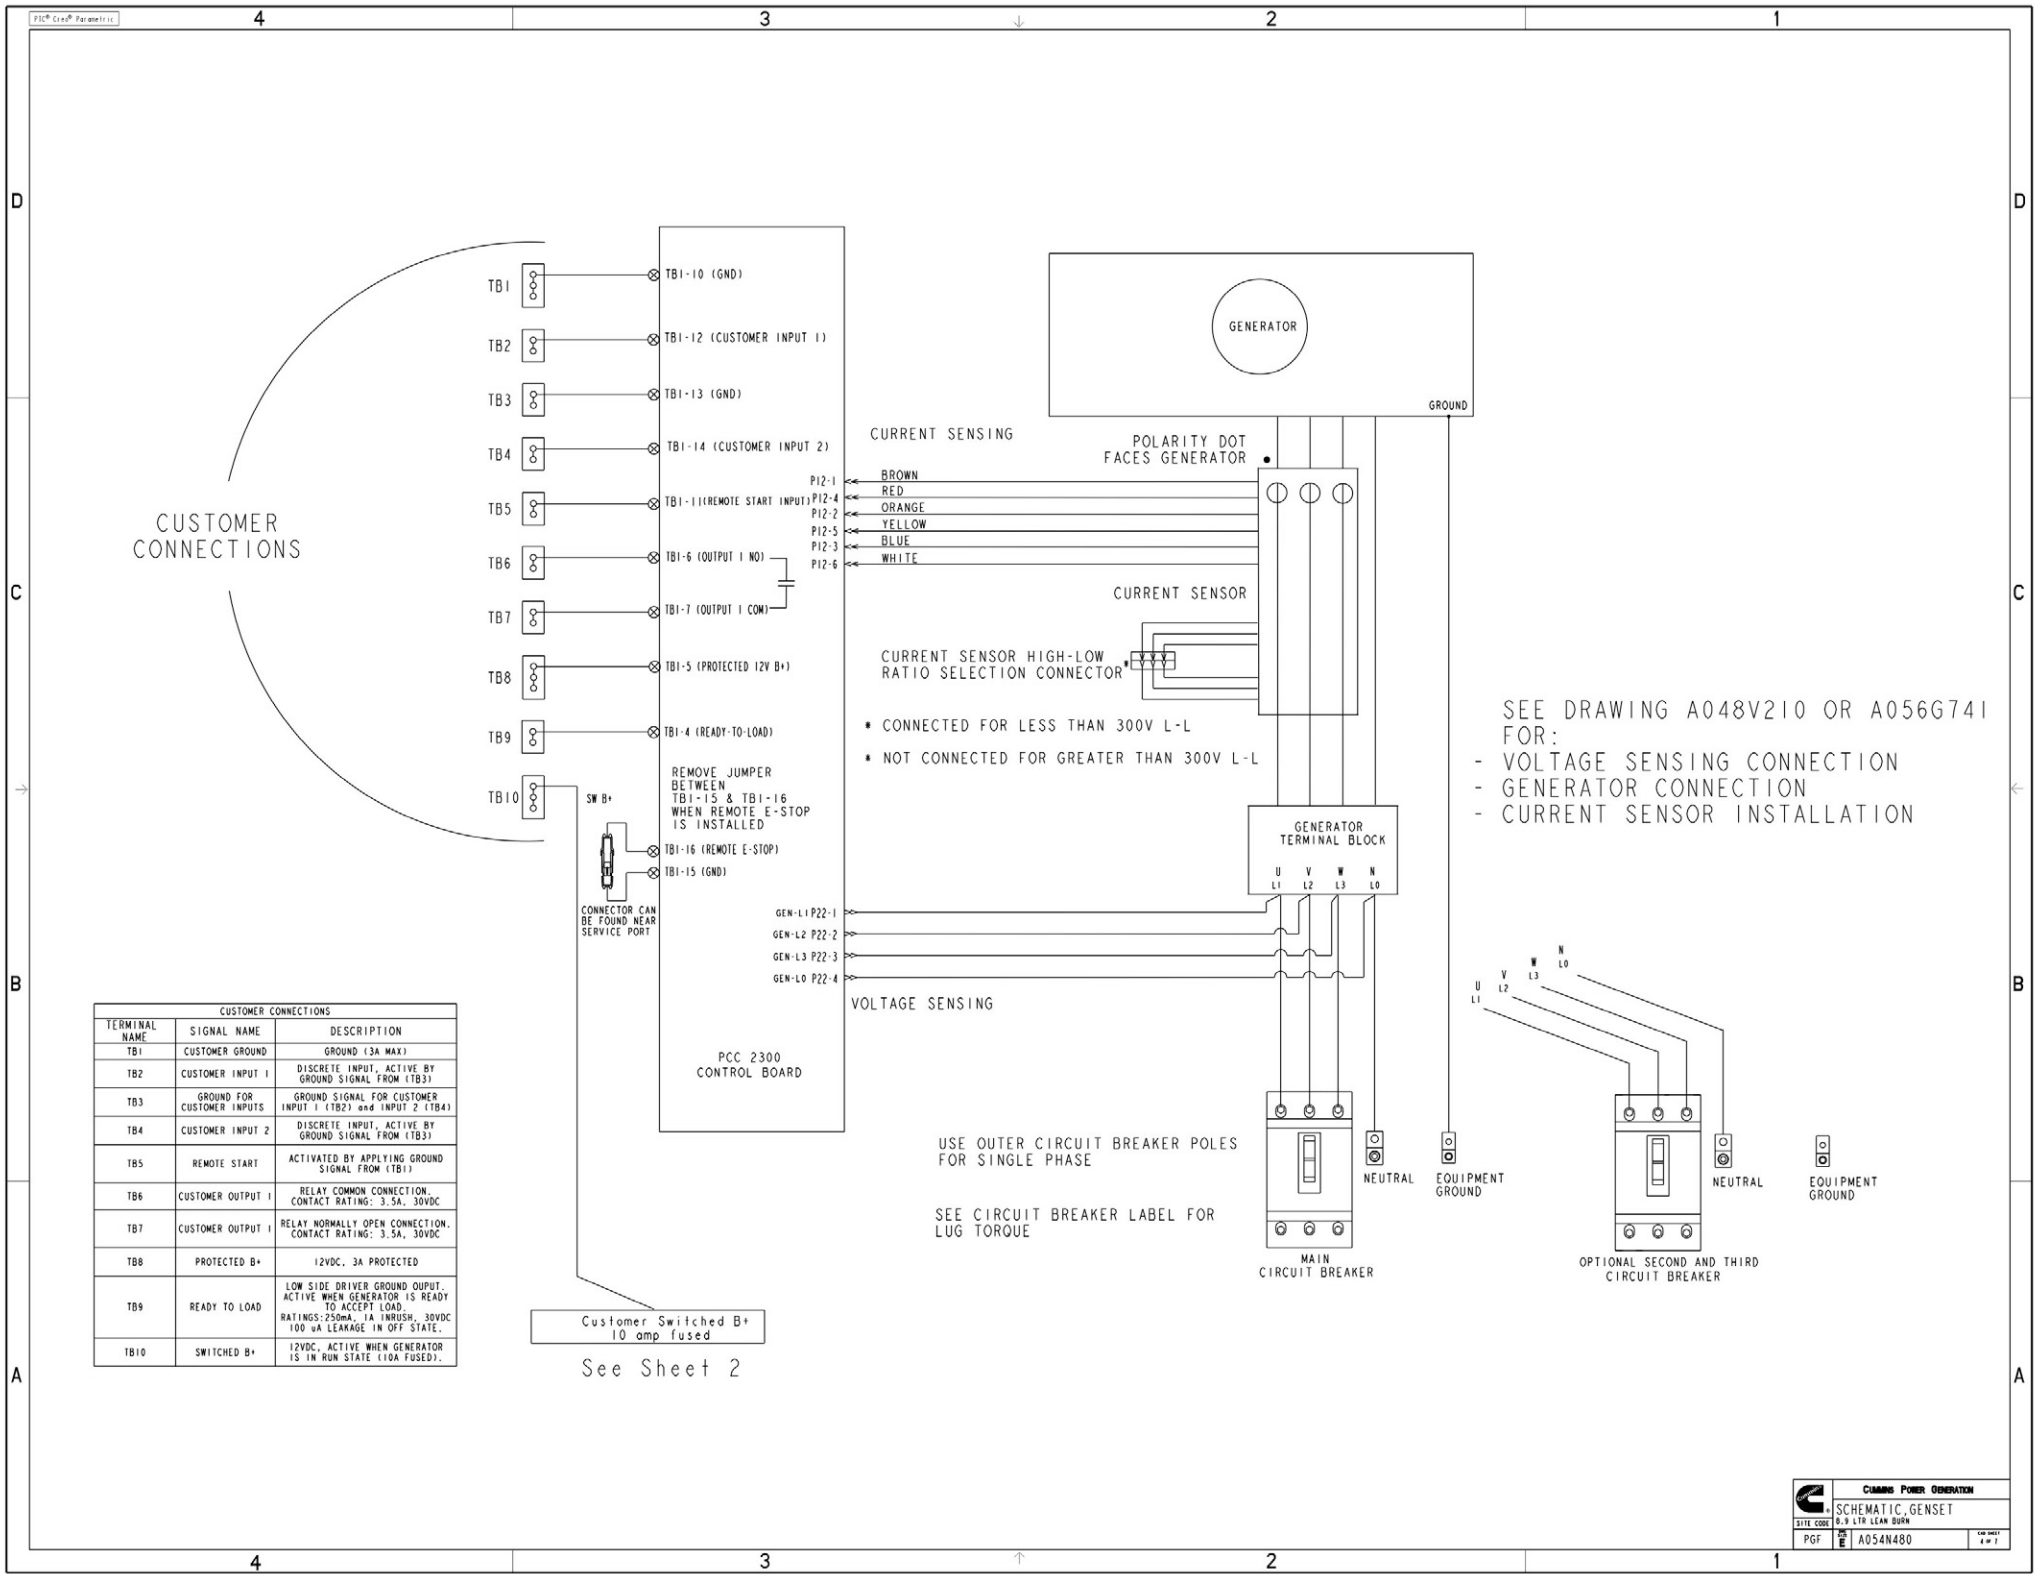 PTC® Creo® Parametric
4
3
2
1
D
D
C
C
B
B
A
A
CUSTOMER
CONNECTIONS
TB1
TB2
TB3
TB4
TB5
TB6
TB7
TB8
TB9
TB10
TB1-10 (GND)
TB1-12 (CUSTOMER INPUT 1)
TB1-13 (GND)
TB1-14 (CUSTOMER INPUT 2)
TB1-11(REMOTE START INPUT)
TB1-6 (OUTPUT 1 NO)
TB1-7 (OUTPUT 1 COM)
TB1-5 (PROTECTED 12V B+)
TB1-4 (READY-TO-LOAD)
REMOVE JUMPER
BETWEEN
TB1-15 & TB1-16
WHEN REMOTE E-STOP
IS INSTALLED
SW B+
TB1-16 (REMOTE E-STOP)
TB1-15 (GND)
CONNECTOR CAN
BE FOUND NEAR
SERVICE PORT
P12-1
P12-4
P12-2
P12-5
P12-3
P12-6
CURRENT SENSING
BROWN
RED
ORANGE
YELLOW
BLUE
WHITE
GEN-L1 P22-1
GEN-L2 P22-2
GEN-L3 P22-3
GEN-L0 P22-4
VOLTAGE SENSING
PCC 2300
CONTROL BOARD
GENERATOR
GROUND
POLARITY DOT
FACES GENERATOR
CURRENT SENSOR
CURRENT SENSOR HIGH-LOW
RATIO SELECTION CONNECTOR*
* CONNECTED FOR LESS THAN 300V L-L
* NOT CONNECTED FOR GREATER THAN 300V L-L
GENERATOR
TERMINAL BLOCK
U V W N
L1 L2 L3 L0
SEE DRAWING A048V210 OR A056G741
FOR:
- VOLTAGE SENSING CONNECTION
- GENERATOR CONNECTION
- CURRENT SENSOR INSTALLATION
N
L0
W
L3
V
L2
U
L1
USE OUTER CIRCUIT BREAKER POLES
FOR SINGLE PHASE
SEE CIRCUIT BREAKER LABEL FOR
LUG TORQUE
MAIN
CIRCUIT BREAKER
NEUTRAL
EQUIPMENT
GROUND
OPTIONAL SECOND AND THIRD
CIRCUIT BREAKER
NEUTRAL
EQUIPMENT
GROUND
CUSTOMER CONNECTIONS
TERMINAL
NAME
SIGNAL NAME
DESCRIPTION
TB1
CUSTOMER GROUND
GROUND (3A MAX)
TB2
CUSTOMER INPUT 1
DISCRETE INPUT, ACTIVE BY
GROUND SIGNAL FROM (TB3)
TB3
GROUND FOR
CUSTOMER INPUTS
GROUND SIGNAL FOR CUSTOMER
INPUT 1 (TB2) and INPUT 2 (TB4)
TB4
CUSTOMER INPUT 2
DISCRETE INPUT, ACTIVE BY
GROUND SIGNAL FROM (TB3)
TB5
REMOTE START
ACTIVATED BY APPLYING GROUND
SIGNAL FROM (TB1)
TB6
CUSTOMER OUTPUT 1
RELAY COMMON CONNECTION.
CONTACT RATING: 3.5A, 30VDC
TB7
CUSTOMER OUTPUT 1
RELAY NORMALLY OPEN CONNECTION.
CONTACT RATING: 3.5A, 30VDC
TB8
PROTECTED B+
12VDC, 3A PROTECTED
TB9
READY TO LOAD
LOW SIDE DRIVER GROUND OUPUT.
ACTIVE WHEN GENERATOR IS READY
TO ACCEPT LOAD.
RATINGS:250mA, 1A INRUSH, 30VDC
100 uA LEAKAGE IN OFF STATE.
TB10
SWITCHED B+
12VDC, ACTIVE WHEN GENERATOR
IS IN RUN STATE (10A FUSED).
Customer Switched B+
10 amp fused
See Sheet 2
Cummins
CUMMINS POWER GENERATION
SCHEMATIC,GENSET
8.9 LTR LEAN BURN
SITE CODE
PGF
E
A054N480
4
3
2
1